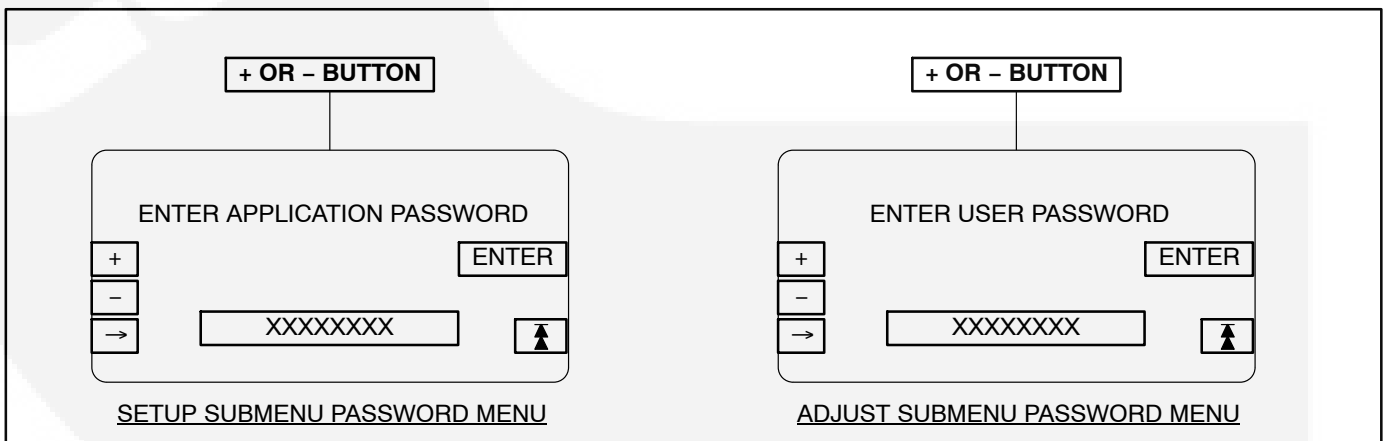 + OR − BUTTON
ENTER APPLICATION PASSWORD
+
ENTER
−
→
XXXXXXXX
SETUP SUBMENU PASSWORD MENU
+ OR − BUTTON
ENTER USER PASSWORD
+
ENTER
−
→
XXXXXXXX
ADJUST SUBMENU PASSWORD MENU